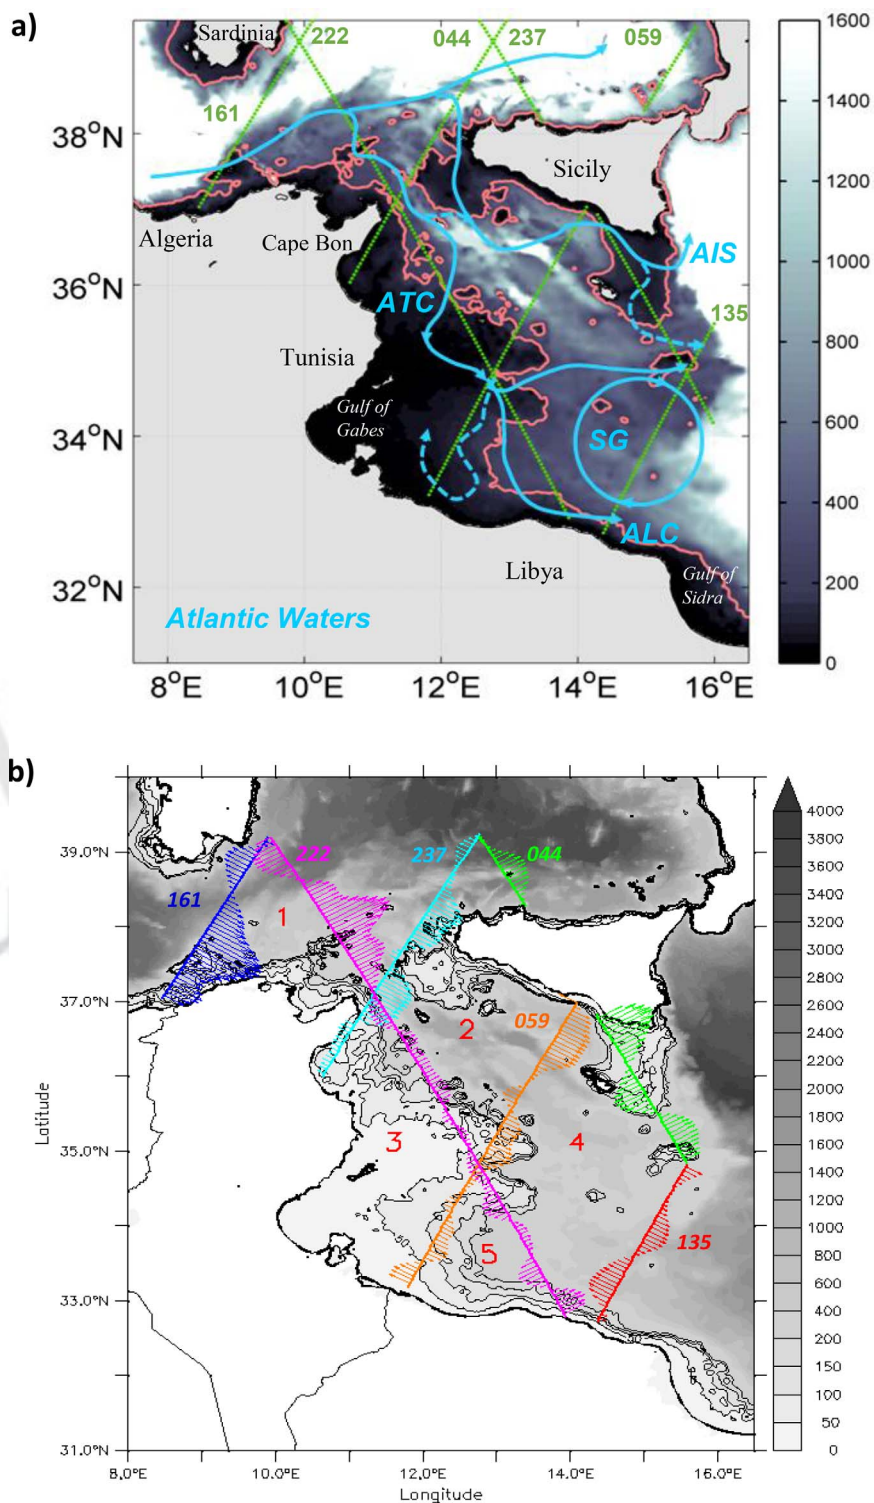 a)
Sardinia
222
044
237
059
1600
161
1400
38°N
Sicily
1200
Algeria
Cape Bon
AIS
1000
36°N
ATC
135
800
Tunisia
Gulf of
Gabes
600
34°N
SG
400
ALC
Libya
Gulf of
Sidra
200
32°N
Atlantic Waters
0
8°E
10°E
12°E
14°E
16°E
b)
4000
3800
3600
3400
3200
3000
2800
2600
2400
2200
2000
1800
1600
1400
1200
1000
800
600
400
200
150
100
50
0
39.0°N
37.0°N
35.0°N
33.0°N
31.0°N
Latitude
222
237
044
161
1
2
059
3
4
5
135
8.0°E
10.0°E
12.0°E
14.0°E
16.0°E
Longitude